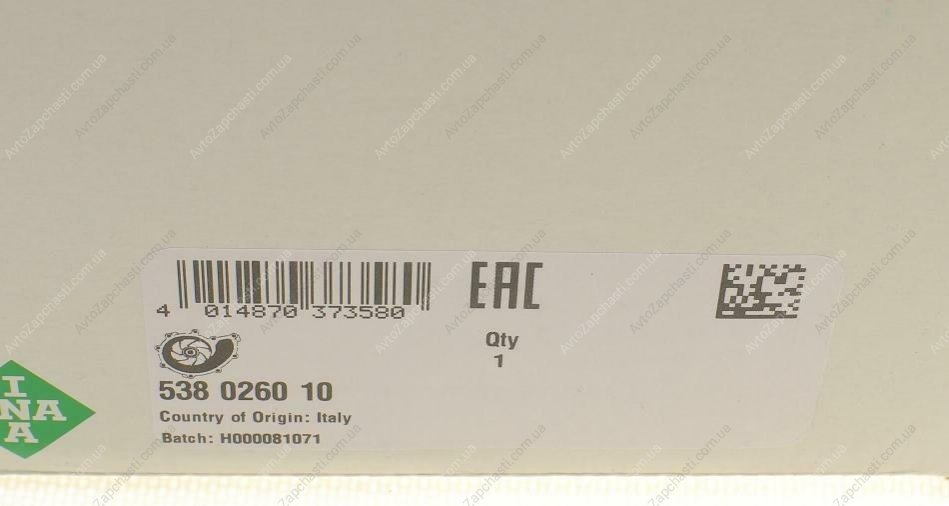 4 014870 373580
EAC
Qty
1
538 0260 10
Country of Origin: Italy
Batch: H000081071
INA
AvtoZapchasti.com.ua